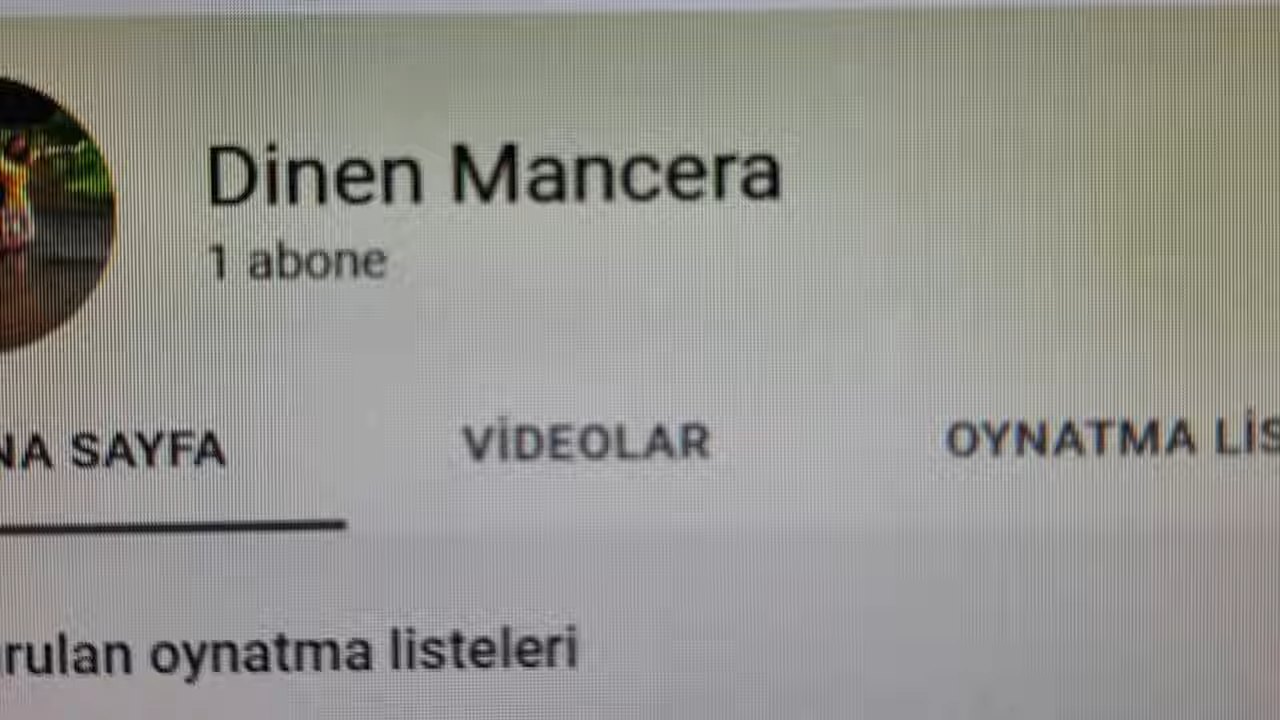 Dinen Mancera
1 abone
NA SAYFA
VİDEOLAR
OYNATMA LİS
rulan oynatma listeleri